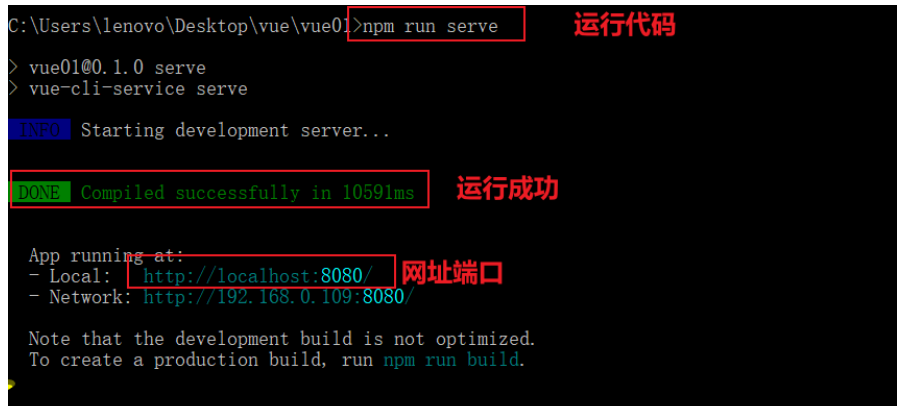 C:\Users\lenovo\Desktop\vue\vue01>npm run serve 运行代码
> vue01@0.1.0 serve
> vue-cli-service serve
INFO Starting development server...
DONE Compiled successfully in 10591ms 运行成功
App running at:
- Local: http://localhost:8080/ 网址端口
- Network: http://192.168.0.109:8080/
Note that the development build is not optimized.
To create a production build, run npm run build.